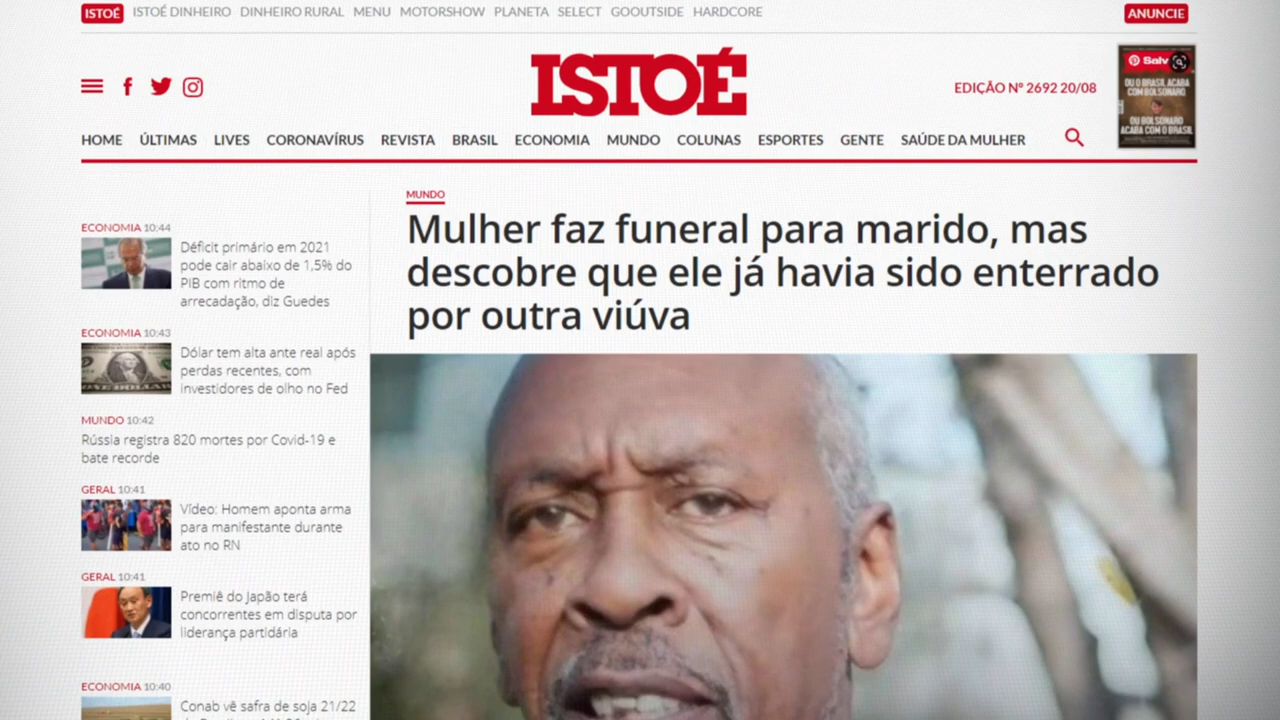 ISTOÉ ISTOÉ DINHEIRO DINHEIRO RURAL MENU MOTORSHOW PLANETA SELECT GOOUTSIDE HARDCORE ANUNCIE
ISTOÉ
EDIÇÃO Nº 2692 20/08
Salv
OU O BRASIL ACABA
COM BOLSONARO
OU BOLSONARO
ACABA COM O BRASIL
HOME ÚLTIMAS LIVES CORONAVÍRUS REVISTA BRASIL ECONOMIA MUNDO COLUNAS ESPORTES GENTE SAÚDE DA MULHER
MUNDO
Mulher faz funeral para marido, mas
descobre que ele já havia sido enterrado
por outra viúva
ECONOMIA 10:44
Déficit primário em 2021
pode cair abaixo de 1,5% do
PIB com ritmo de
arrecadação, diz Guedes
ECONOMIA 10:43
Dólar tem alta ante real após
perdas recentes, com
investidores de olho no Fed
MUNDO 10:42
Rússia registra 820 mortes por Covid-19 e
bate recorde
GERAL 10:41
Vídeo: Homem aponta arma
para manifestante durante
ato no RN
GERAL 10:41
Premiê do Japão terá
concorrentes em disputa por
liderança partidária
ECONOMIA 10:40
Conab vê safra de soja 21/22